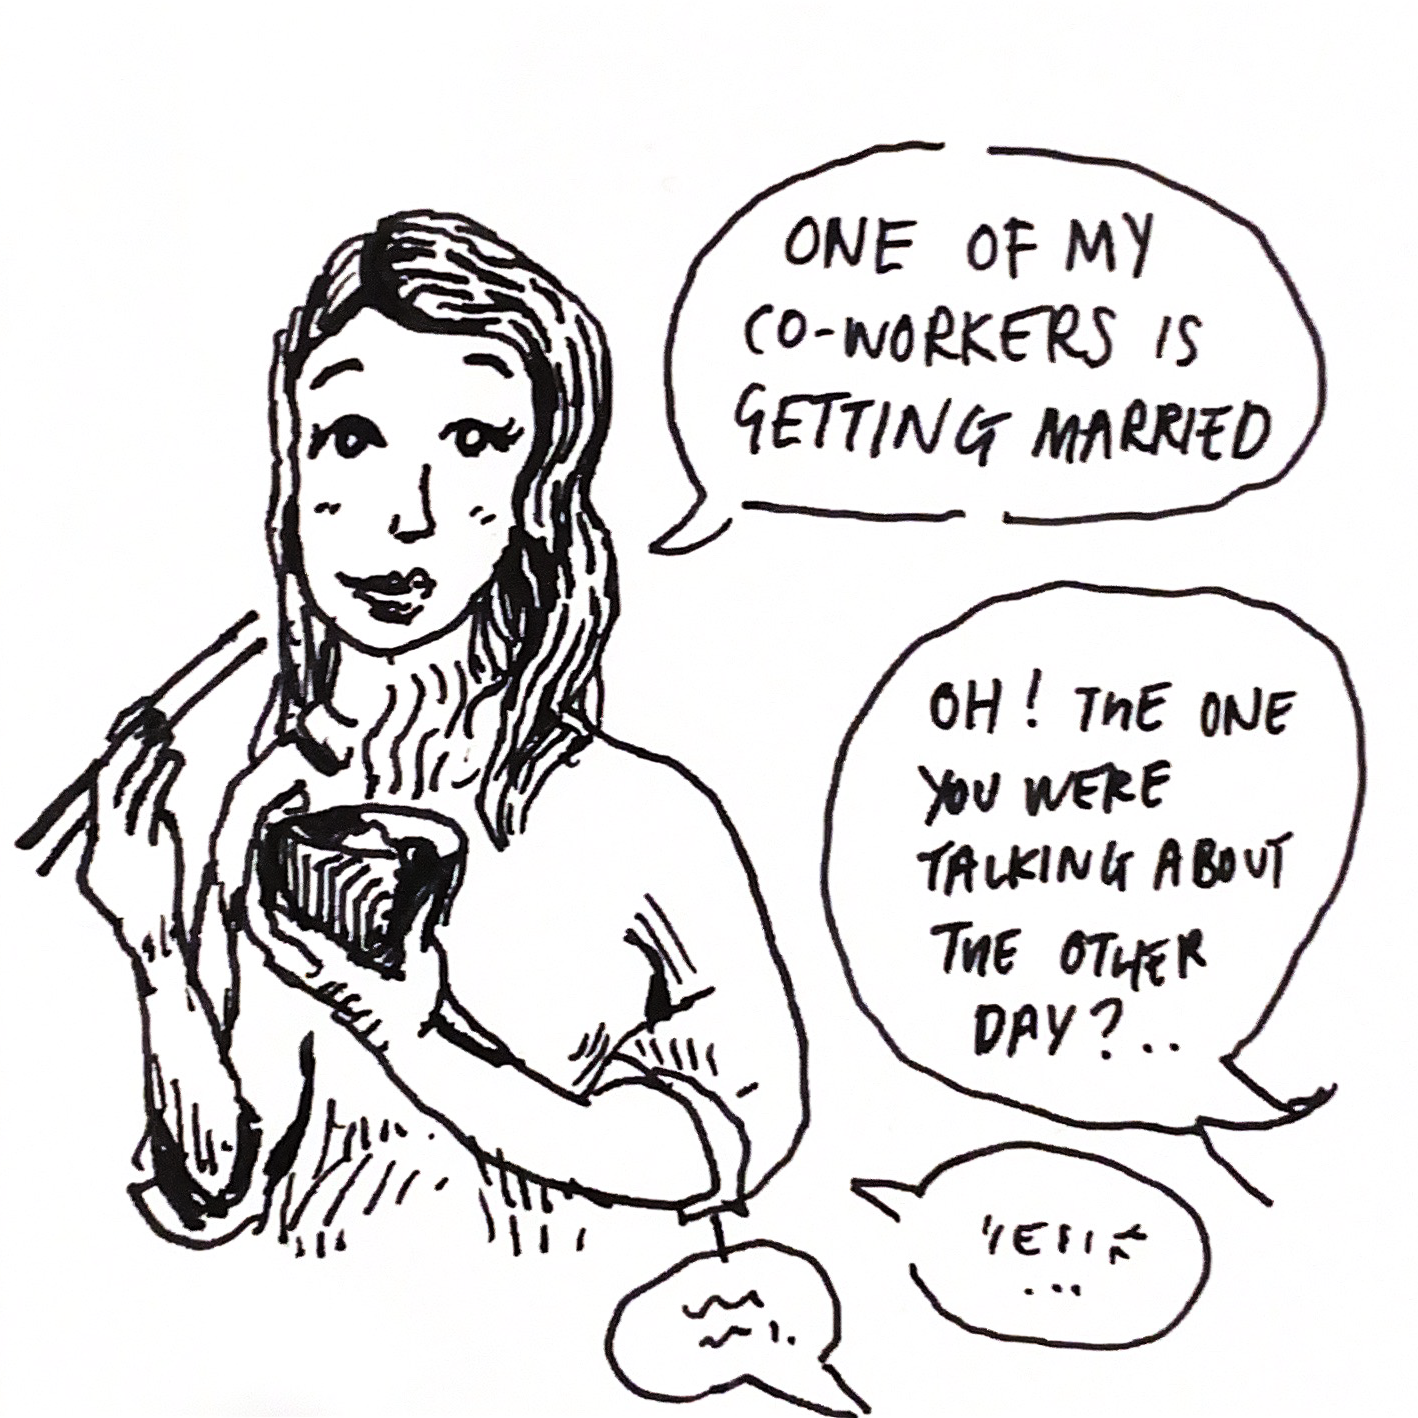 ONE OF MY
CO-WORKERS IS
GETTING MARRIED
OH! THE ONE
YOU WERE
TALKING ABOUT
THE OTHER
DAY?..
...